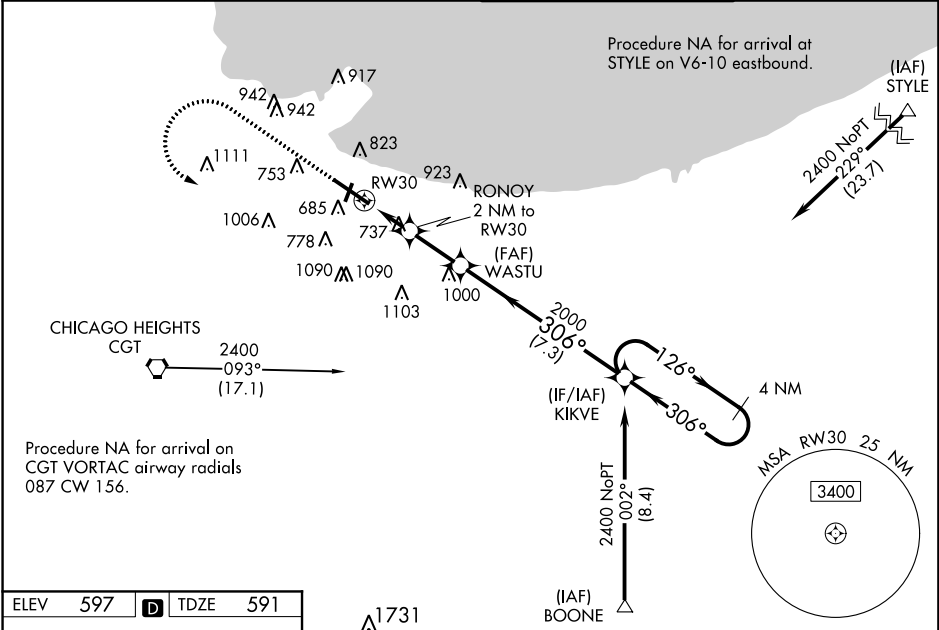 Procedure NA for arrival at
STYLE on V6-10 eastbound.
(IAF)
STYLE
2400 NoPT
229°
(23.7)
917
942
942
823
1111
753
RW30
923
RONOY
2 NM to
RW30
685
1006
737
778
(FAF)
WASTU
1090
1090
1000
1103
CHICAGO HEIGHTS
CGT
2400
093°
(17.1)
2000
306°
(7.3)
126°
306°
4 NM
(IF/IAF)
KIKVE
Procedure NA for arrival on
CGT VORTAC airway radials
087 CW 156.
2400 NoPT
002°
(8.4)
MSA RW30 25 NM
3400
(IAF)
BOONE
ELEV 597 D TDZE 591
1731